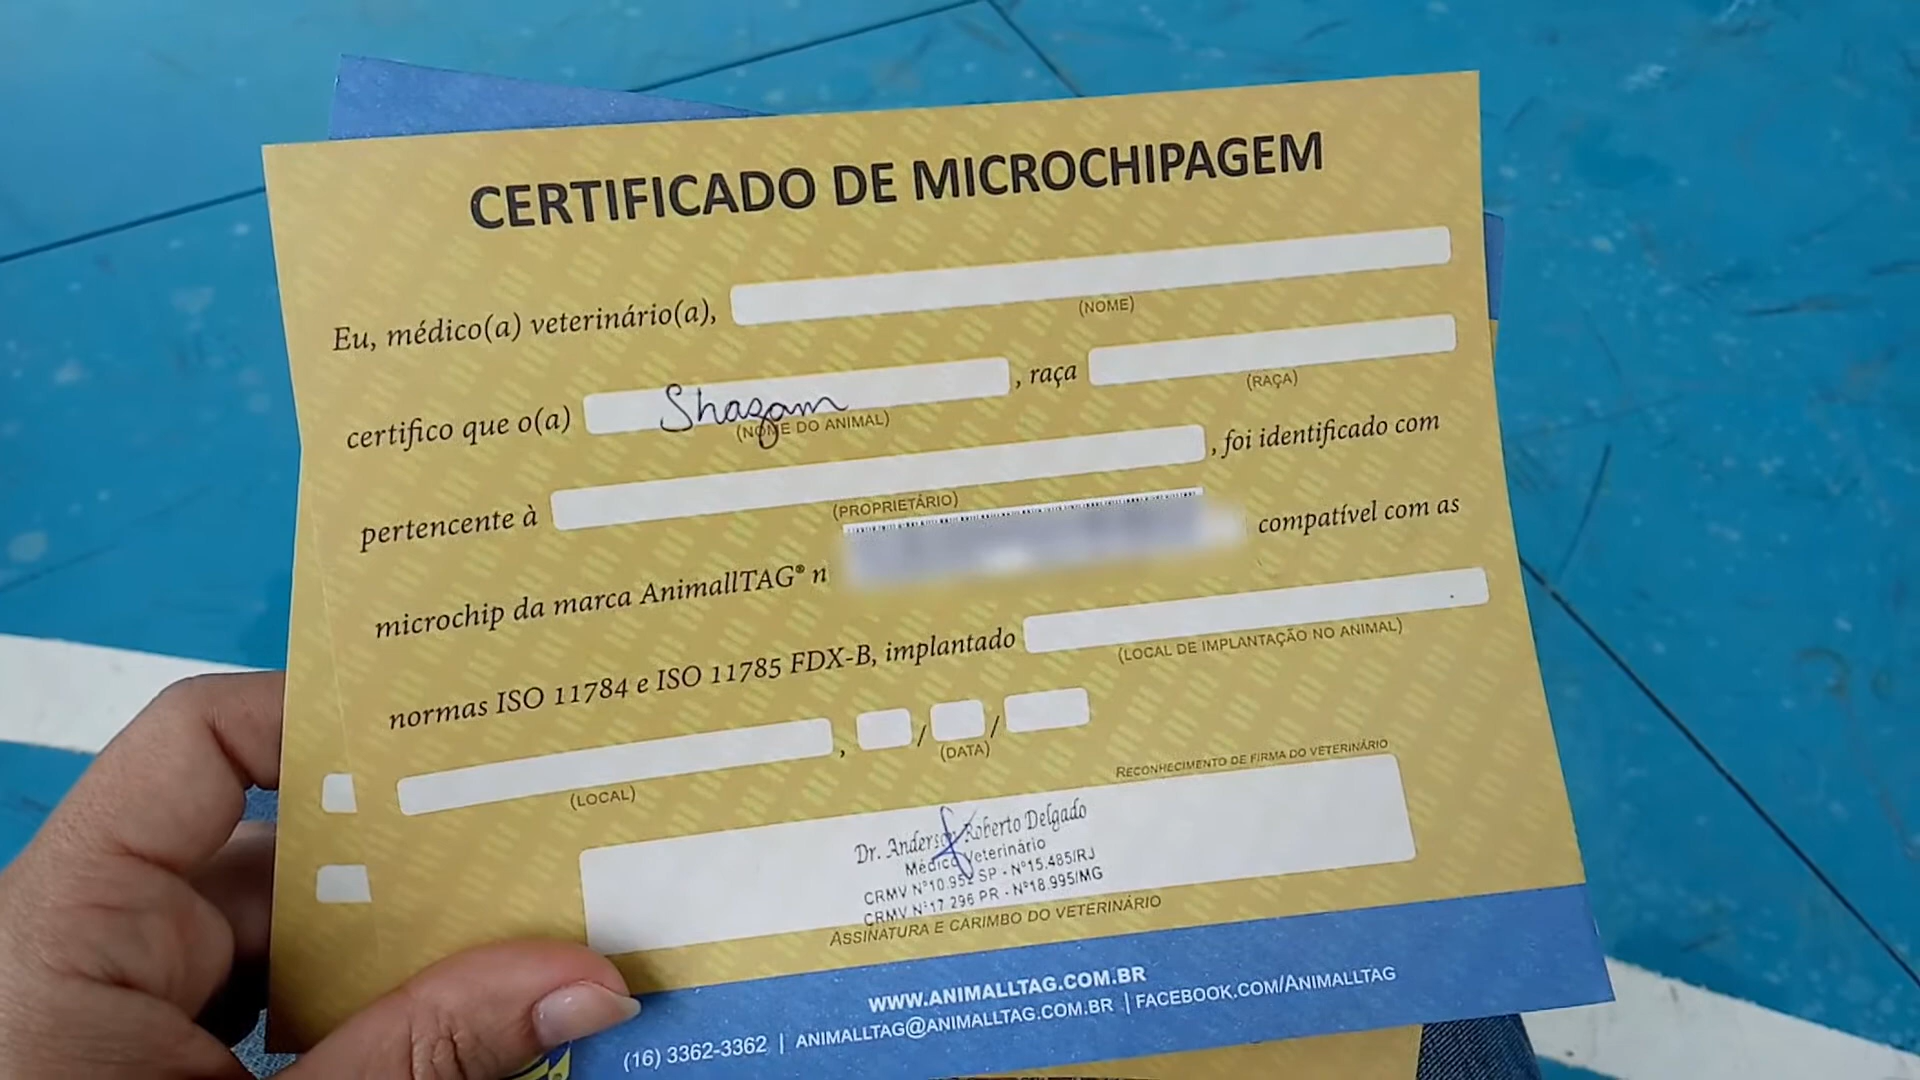 CERTIFICADO DE MICROCHIPAGEM
Eu, médico(a) veterinário(a),
(NOME)
certifico que o(a) Shazam , raça
(NOME DO ANIMAL) (RAÇA)
pertencente à , foi identificado com
(PROPRIETÁRIO)
microchip da marca AnimallTAG® n compatível com as
normas ISO 11784 e ISO 11785 FDX-B, implantado
(LOCAL DE IMPLANTAÇÃO NO ANIMAL)
, / /
(LOCAL) (DATA)
RECONHECIMENTO DE FIRMA DO VETERINÁRIO
Dr. Anderson Roberto Delgado
Médico Veterinário
CRMV Nº10.952 SP - Nº15.485/RJ
CRMV Nº17 296 PR - Nº18.995/MG
ASSINATURA E CARIMBO DO VETERINÁRIO
WWW.ANIMALLTAG.COM.BR
(16) 3362-3362 | ANIMALLTAG@ANIMALLTAG.COM.BR | FACEBOOK.COM/ANIMALLTAG